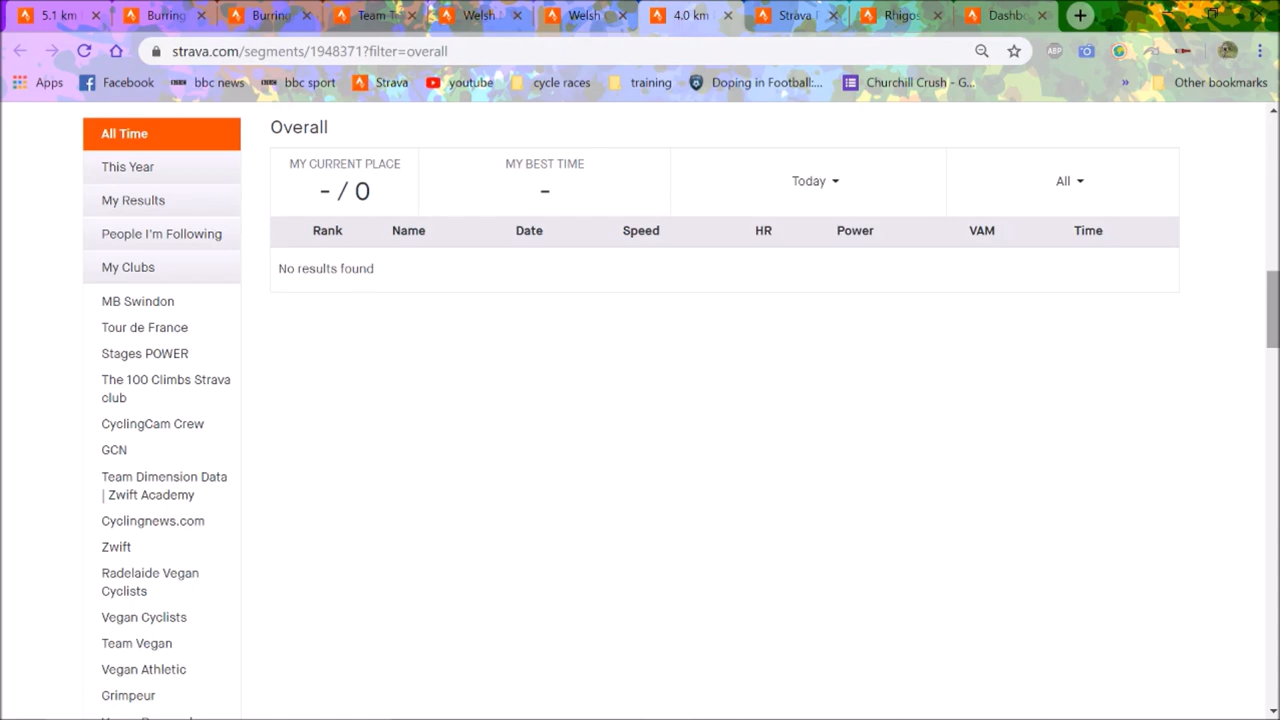 5.1 km
Burring
Burring
Team T
Welsh
Welsh
4.0 km
Strava
Rhigos
Dashbo
strava.com/segments/1948371?filter=overall
ABP
Apps
Facebook
BBC
bbc news
BBC
bbc sport
Strava
youtube
cycle races
training
Doping in Football:...
Churchill Crush - G...
»
Other bookmarks
All Time
This Year
My Results
People I'm Following
My Clubs
MB Swindon
Tour de France
Stages POWER
The 100 Climbs Strava
club
CyclingCam Crew
GCN
Team Dimension Data
| Zwift Academy
Cyclingnews.com
Zwift
Radelaide Vegan
Cyclists
Vegan Cyclists
Team Vegan
Vegan Athletic
Grimpeur
Overall
MY CURRENT PLACE
- / 0
MY BEST TIME
-
Today
All
Rank Name Date Speed HR Power VAM Time
No results found